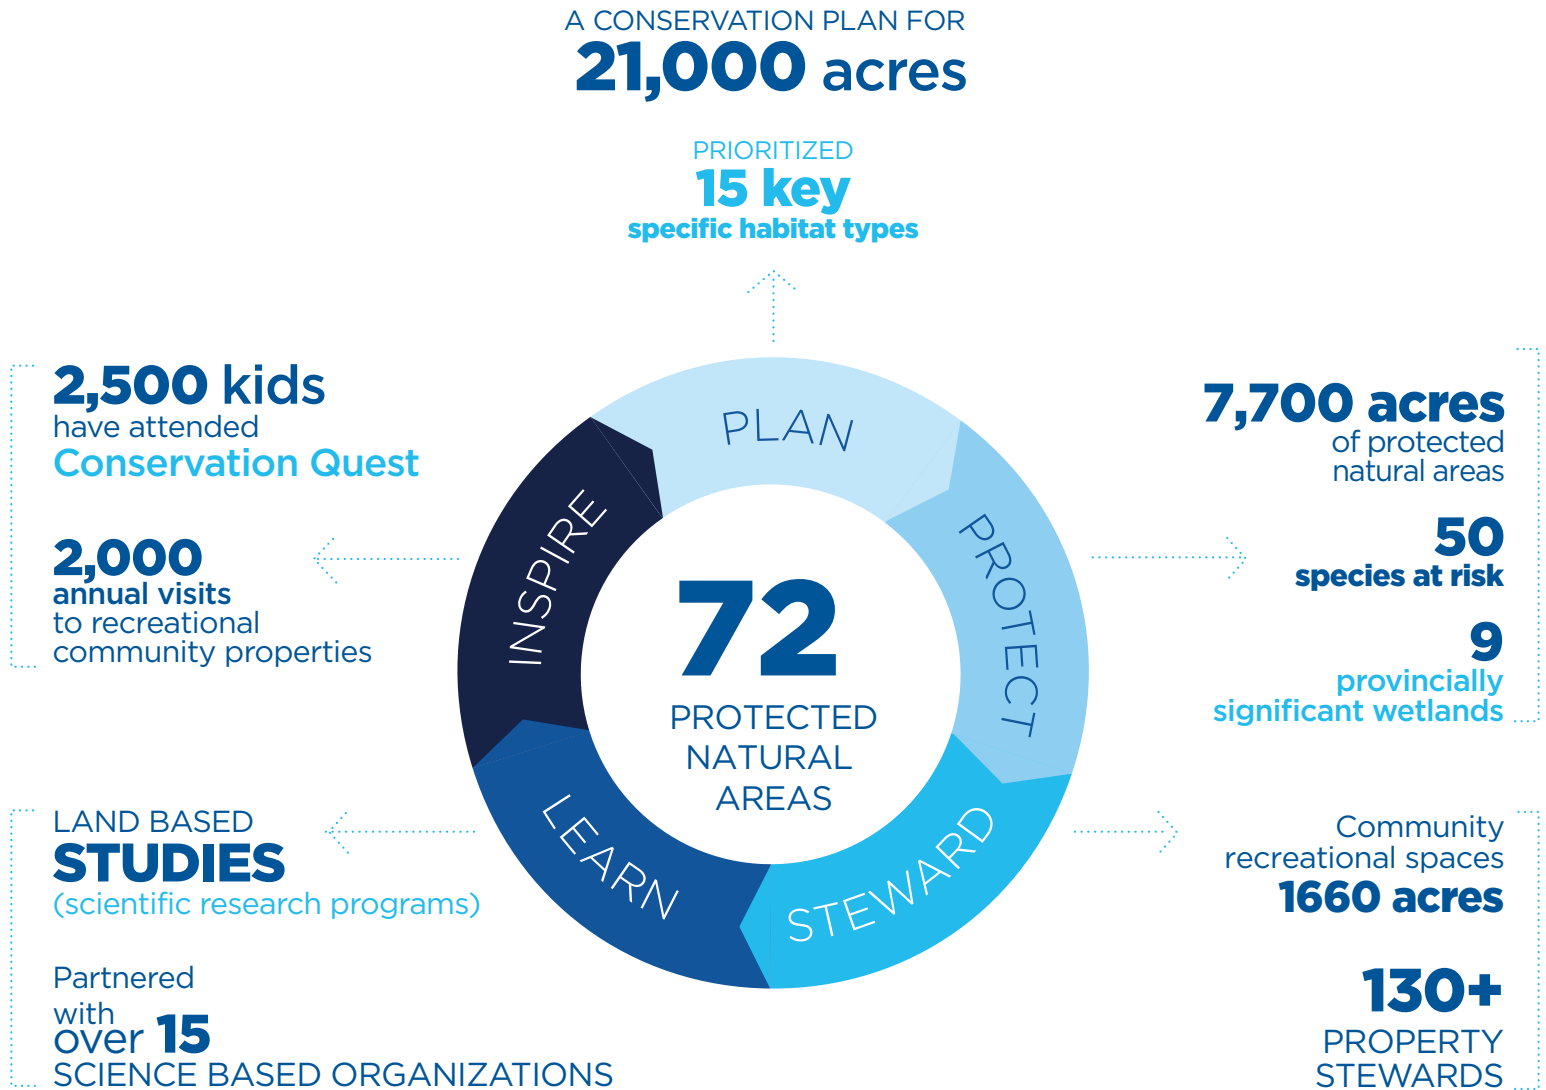 A CONSERVATION PLAN FOR
21,000 acres
PRIORITIZED
15 key
specific habitat types
2,500 kids
have attended
Conservation Quest
2,000
annual visits
to recreational
community properties
PLAN
PROTECT
STEWARD
LEARN
INSPIRE
72
PROTECTED
NATURAL
AREAS
7,700 acres
of protected
natural areas
50
species at risk
9
provincially
significant wetlands
LAND BASED
STUDIES
(scientific research programs)
Partnered
with
over 15
SCIENCE BASED ORGANIZATIONS
Community
recreational spaces
1660 acres
130+
PROPERTY
STEWARDS